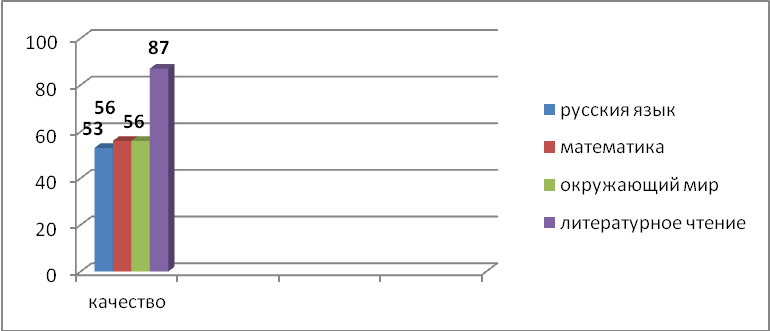 100
80
60
40
20
0
53
56
56
87
качество
русския язык
математика
окружающий мир
литературное чтение